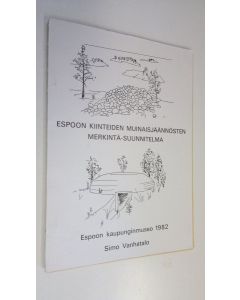 ESPOON KIINTEIDEN MUINAISJÄÄNNÖSTEN
MERKINTÄ-SUUNNITELMA
Espoon kaupunginmuseo 1982
Simo Vanhatalo